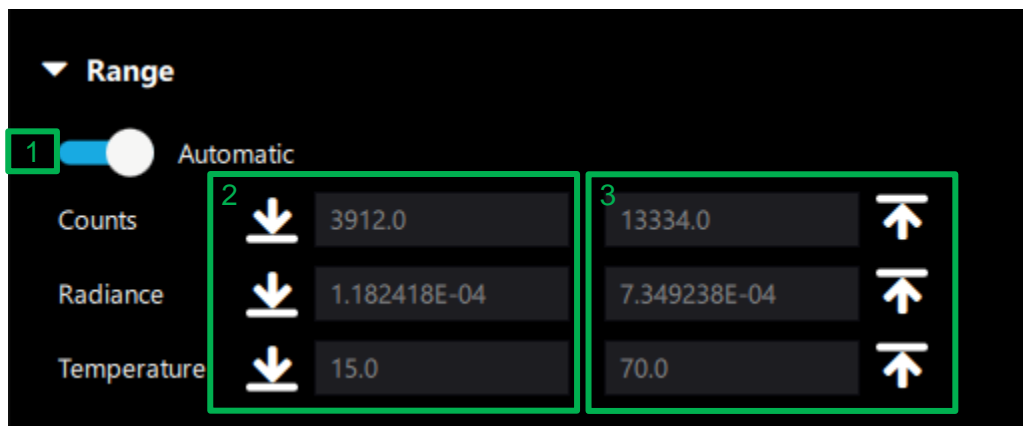 Range
1 Automatic
2 3
Counts 3912.0 13334.0
Radiance 1.182418E-04 7.349238E-04
Temperature 15.0 70.0